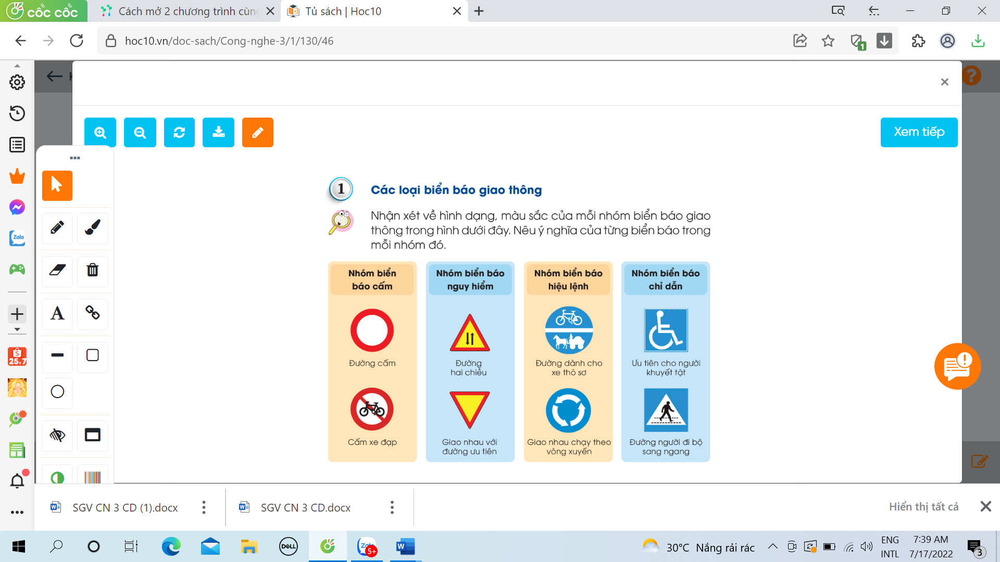 cốc cốc
Cách mở 2 chương trình cùn
Tủ sách | Hoc10
hoc10.vn/doc-sach/Cong-nghe-3/1/130/46
1
Xem tiếp
1
Các loại biển báo giao thông
Nhận xét về hình dạng, màu sắc của mỗi nhóm biển báo giao
thông trong hình dưới đây. Nêu ý nghĩa của từng biển báo trong
mỗi nhóm đó.
Nhóm biển
báo cấm
Đường cấm
Cấm xe đạp
Nhóm biển báo
nguy hiểm
Đường
hai chiều
Giao nhau với
đường ưu tiên
Nhóm biển báo
hiệu lệnh
Đường dành cho
xe thô sơ
Giao nhau chạy theo
vòng xuyến
Nhóm biển báo
chỉ dẫn
Ưu tiên cho người
khuyết tật
Đường người đi bộ
sang ngang
Zalo
A
S
25.7
SGV CN 3 CD (1).docx
SGV CN 3 CD.docx
Hiển thị tất cả
DELL
5+
W
30°C Nắng rải rác
ENG
INTL
7:39 AM
7/17/2022
3